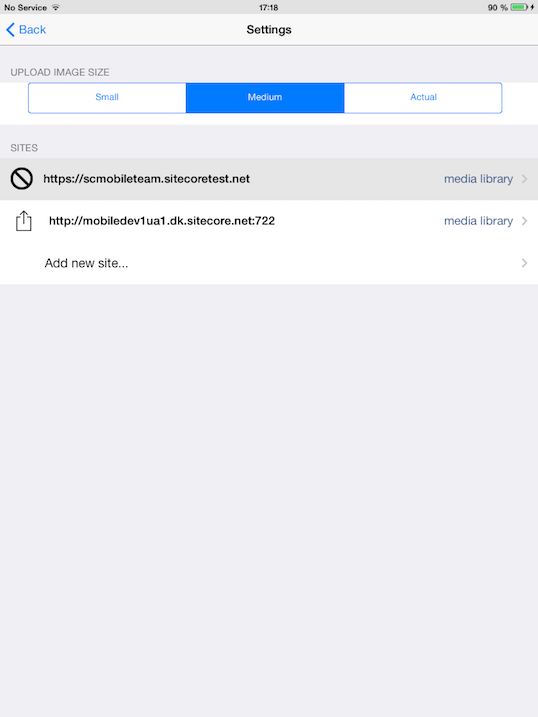 No Service 17:18 90 %
Back Settings
UPLOAD IMAGE SIZE
Small Medium Actual
SITES
https://scmobileteam.sitecoretest.net media library
http://mobiledev1ua1.dk.sitecore.net:722 media library
Add new site...